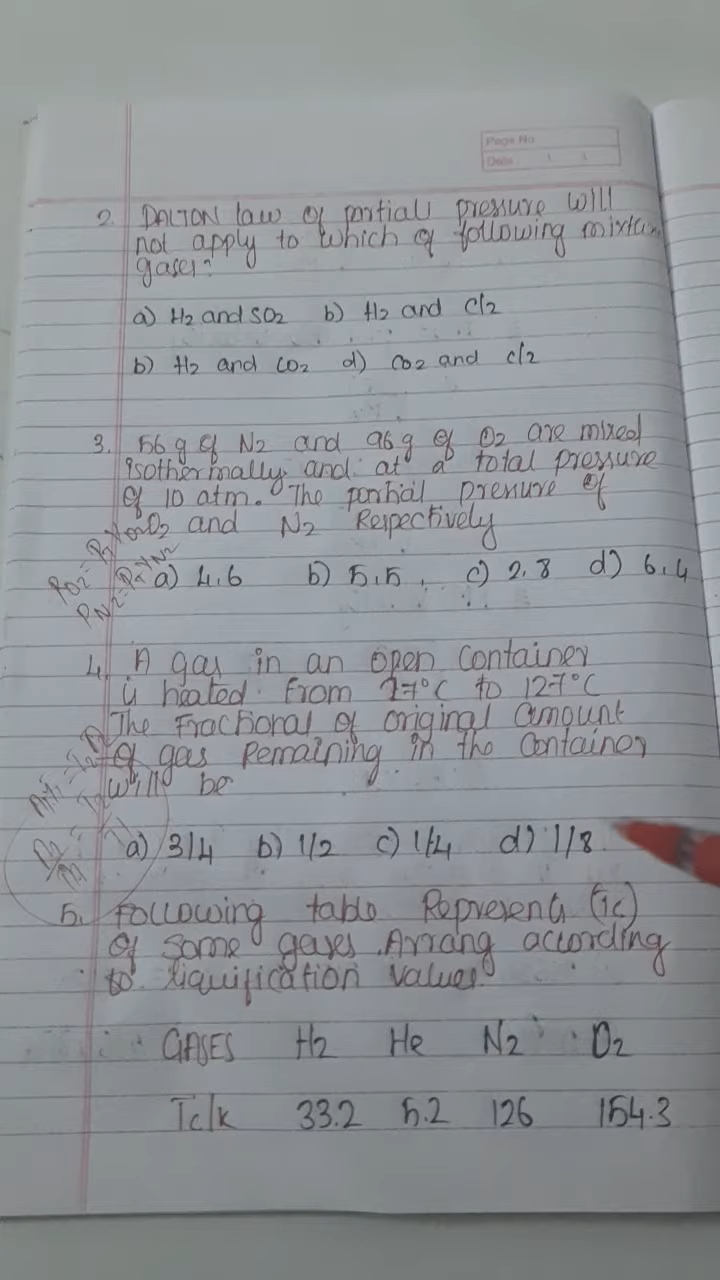 Page No
Date
2. DALTON law of partial pressure will
not apply to which of following
gases?
a) H2 and SO2 b) H2 and Cl2
b) H2 and CO2 d) CO2 and Cl2
3. 56 g of N2 and 96 g of O2 are mixed
isothermally and at a total pressure
of 10 atm. The partial pressure of
O2 and N2 Respectively
a) 4,6 b) 5,5, c) 2,8 d) 6,4
4. A gas in an open container
is heated from 27°C to 127°C
The Fractional of original amount
of gas Remaining in the container
will be
a) 3/4 b) 1/2 c) 1/4 d) 1/8
5. Following table Represents (Tc)
of some gases. Arrang according
to liquification values
GASES H2 He N2 O2
Tc/k 33.2 5.2 126 154.3